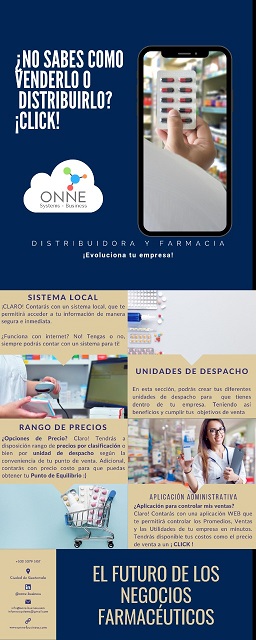 ¿NO SABES COMO
VENDERLO O
DISTRIBUIRLO?
¡CLICK!
ONNE
Systems - Business
DISTRIBUIDORA Y FARMACIA
¡Evoluciona tu empresa!
SISTEMA LOCAL
¡CLARO! Contarás con un sistema local, que te
permitirá acceder a tu información de manera
segura e inmediata.
¿Funciona con internet? No! Tengas o no,
siempre podrás contar con un sistema para ti!
UNIDADES DE DESPACHO
En esta sección, podrás crear tus diferentes
unidades de despacho para que tienes
dentro de tu empresa. Teniendo así
beneficios y cumplir tus objetivos de venta
RANGO DE PRECIOS
¿Opciones de Precio? Claro! Tendrás a
disposición rango de precios por clasificación o
bien por unidad de despacho según la
conveniencia de tu punto de venta. Adicional,
contarás con precio costo para que puedas
obtener tu Punto de Equilibrio ;)
APLICACIÓN ADMINISTRATIVA
¿Aplicación para controlar mis ventas?
Claro! Contarás con una aplicación WEB que
te permitirá controlar los Promedios, Ventas
y las Utilidades de tu empresa en un mismo.
Tendrás disponible tus costos como el precio
de venta a un ¡ CLICK !
Ciudad de Guatemala
EL FUTURO DE LOS
NEGOCIOS
FARMACÉUTICOS